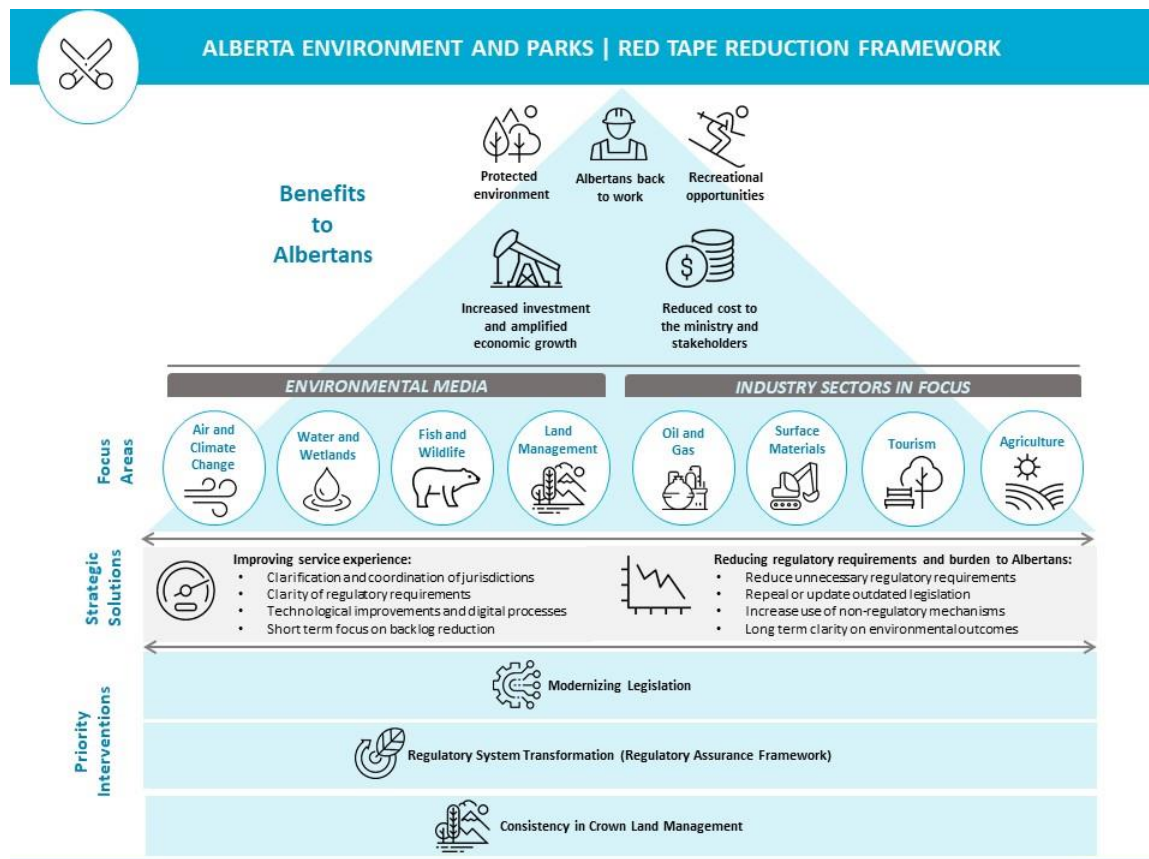 ALBERTA ENVIRONMENT AND PARKS | RED TAPE REDUCTION FRAMEWORK
Benefits
to
Albertans
Protected
environment
Albertans back
to work
Recreational
opportunities
Increased investment
and amplified
economic growth
Reduced cost to
the ministry and
stakeholders
ENVIRONMENTAL MEDIA
INDUSTRY SECTORS IN FOCUS
Focus
Areas
Air and
Climate
Change
Water and
Wetlands
Fish and
Wildlife
Land
Management
Oil and
Gas
Surface
Materials
Tourism
Agriculture
Strategic
Solutions
Improving service experience:
• Clarification and coordination of jurisdictions
• Clarity of regulatory requirements
• Technological improvements and digital processes
• Short term focus on backlog reduction
Reducing regulatory requirements and burden to Albertans:
• Reduce unnecessary regulatory requirements
• Repeal or update outdated legislation
• Increase use of non-regulatory mechanisms
• Long term clarity on environmental outcomes
Priority
Interventions
Modernizing Legislation
Regulatory System Transformation (Regulatory Assurance Framework)
Consistency in Crown Land Management